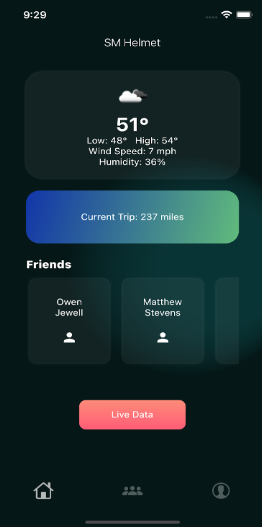 9:29
SM Helmet
51°
Low: 48° High: 54°
Wind Speed: 7 mph
Humidity: 36%
Current Trip: 237 miles
Friends
Owen
Jewell
Matthew
Stevens
Live Data